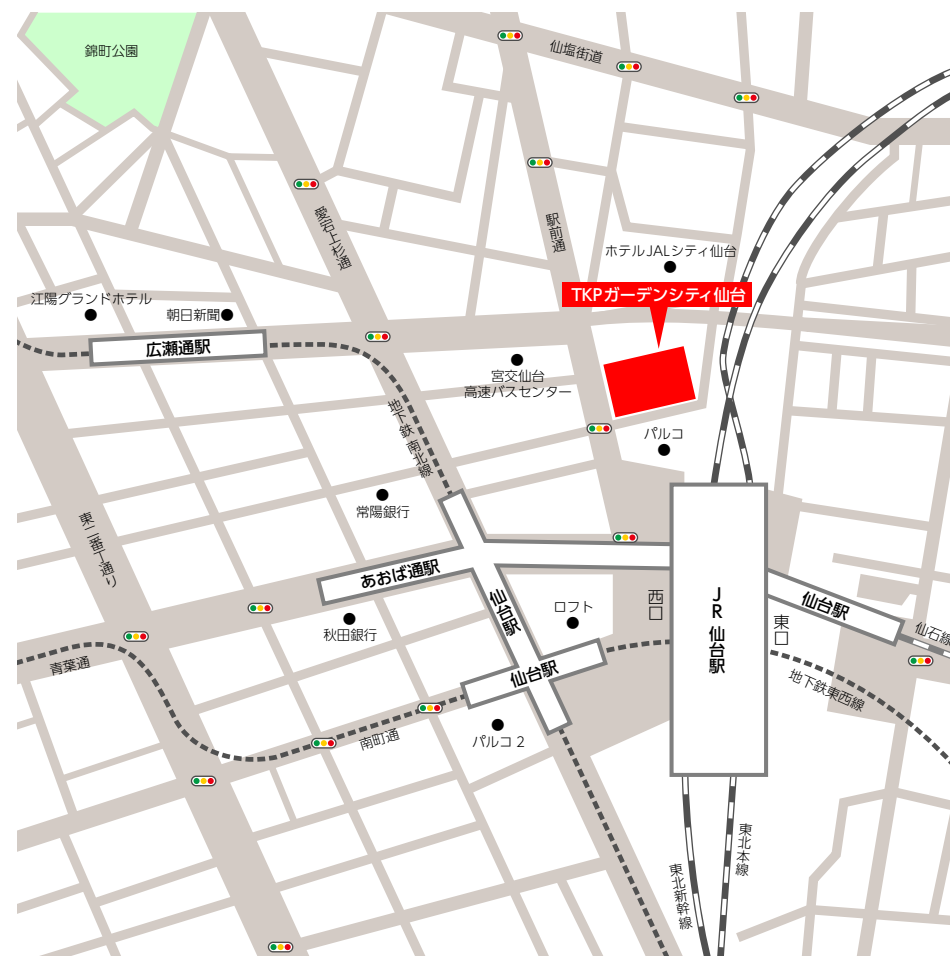 錦町公園
仙塩街道
愛宕上杉通
駅前通
ホテルJALシティ仙台
TKPガーデンシティ仙台
江陽グランドホテル
朝日新聞
広瀬通駅
宮交仙台
高速バスセンター
地下鉄 南北線
パルコ
常陽銀行
東二番丁通り
あおば通駅
仙台駅
ロフト
西口
JR 仙台駅
東口
仙台駅
仙石線
秋田銀行
青葉通
仙台駅
地下鉄東西線
南町通
パルコ 2
東北本線
東北新幹線